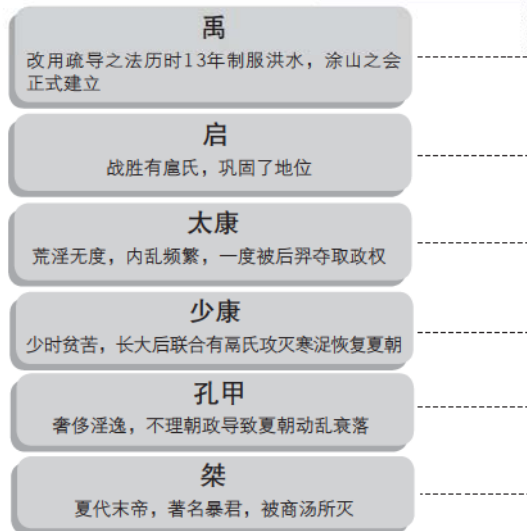 禹
改用疏导之法历时13年制服洪水，涂山之会
正式建立
启
战胜有扈氏，巩固了地位
太康
荒淫无度，内乱频繁，一度被后羿夺取政权
少康
少时贫苦，长大后联合有鬲氏攻灭寒浞恢复夏朝
孔甲
奢侈淫逸，不理朝政导致夏朝动乱衰落
桀
夏代末帝，著名暴君，被商汤所灭